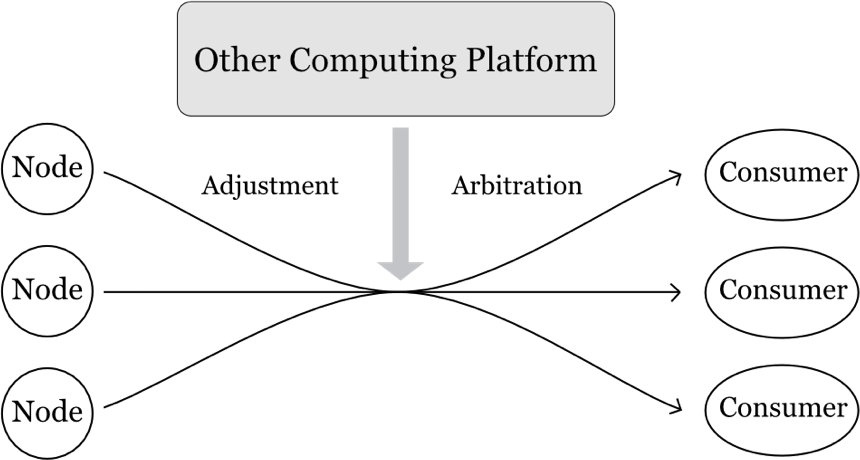 Other Computing Platform
Node
Adjustment
Arbitration
Consumer
Node
Consumer
Node
Consumer